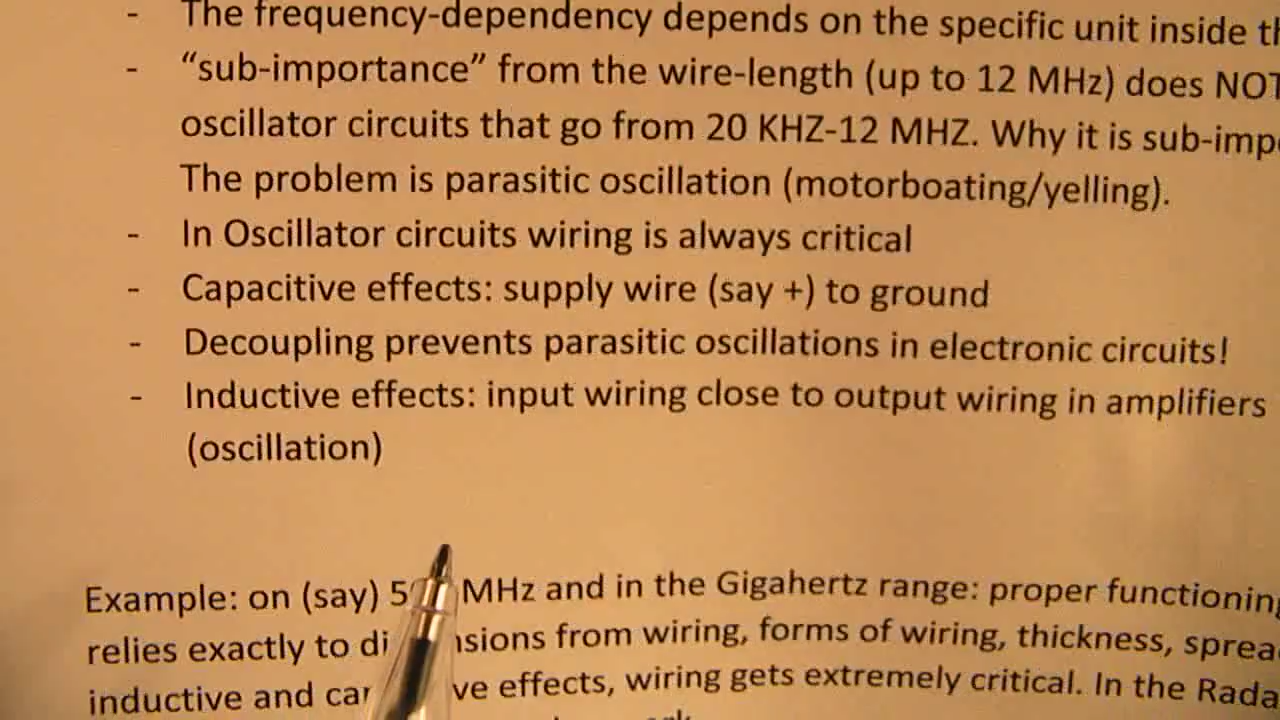 - The frequency-dependency depends on the specific unit inside
- “sub-importance” from the wire-length (up to 12 MHz) does NOT
oscillator circuits that go from 20 KHZ-12 MHZ. Why it is
The problem is parasitic oscillation (motorboating/yelling).
- In Oscillator circuits wiring is always critical
- Capacitive effects: supply wire (say +) to ground
- Decoupling prevents parasitic oscillations in electronic circuits!
- Inductive effects: input wiring close to output wiring in amplifiers
(oscillation)
Example: on (say) MHz and in the Gigahertz range: proper functioning
relies exactly to from wiring, forms of wiring, thickness,
inductive and effects, wiring gets extremely critical. In the